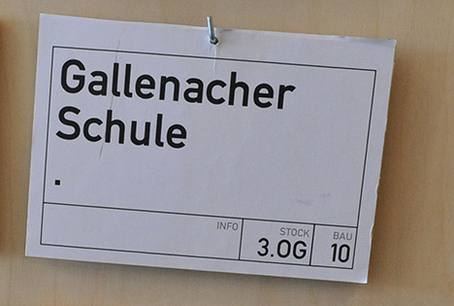 Gallenacher
Schule
.
INFO STOCK BAU
3.OG 10